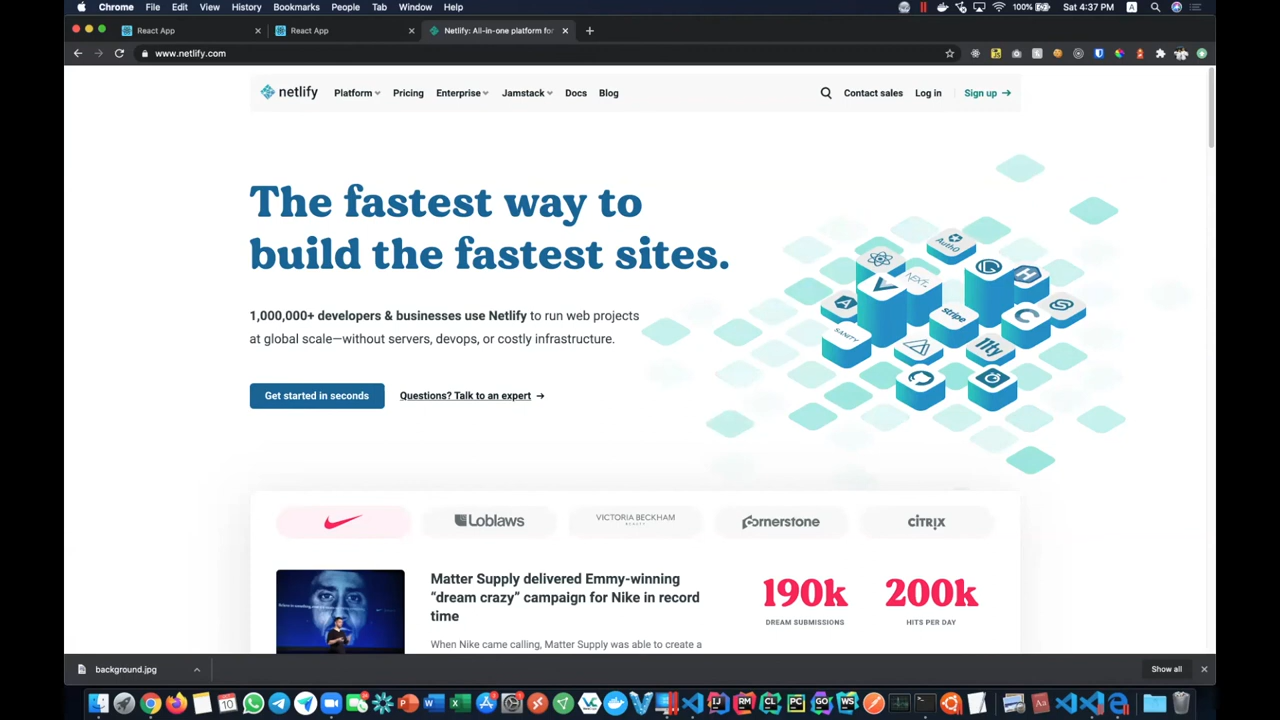 Chrome File Edit View History Bookmarks People Tab Window Help
100% Sat 4:37 PM A
React App
React App
Netlify: All-in-one platform for
www.netlify.com
netlify Platform Pricing Enterprise Jamstack Docs Blog Contact sales Log in Sign up →
The fastest way to
build the fastest sites.
1,000,000+ developers & businesses use Netlify to run web projects
at global scale—without servers, devops, or costly infrastructure.
Get started in seconds
Questions? Talk to an expert →
Auth0
NEXT
stripe
SANITY
11ty
Loblaws
VICTORIA BECKHAM
BEAUTY
cornerstone
CITRIX
Matter Supply delivered Emmy-winning
“dream crazy” campaign for Nike in record
time
When Nike came calling, Matter Supply was able to create a
190k
DREAM SUBMISSIONS
200k
HITS PER DAY
background.jpg
Show all